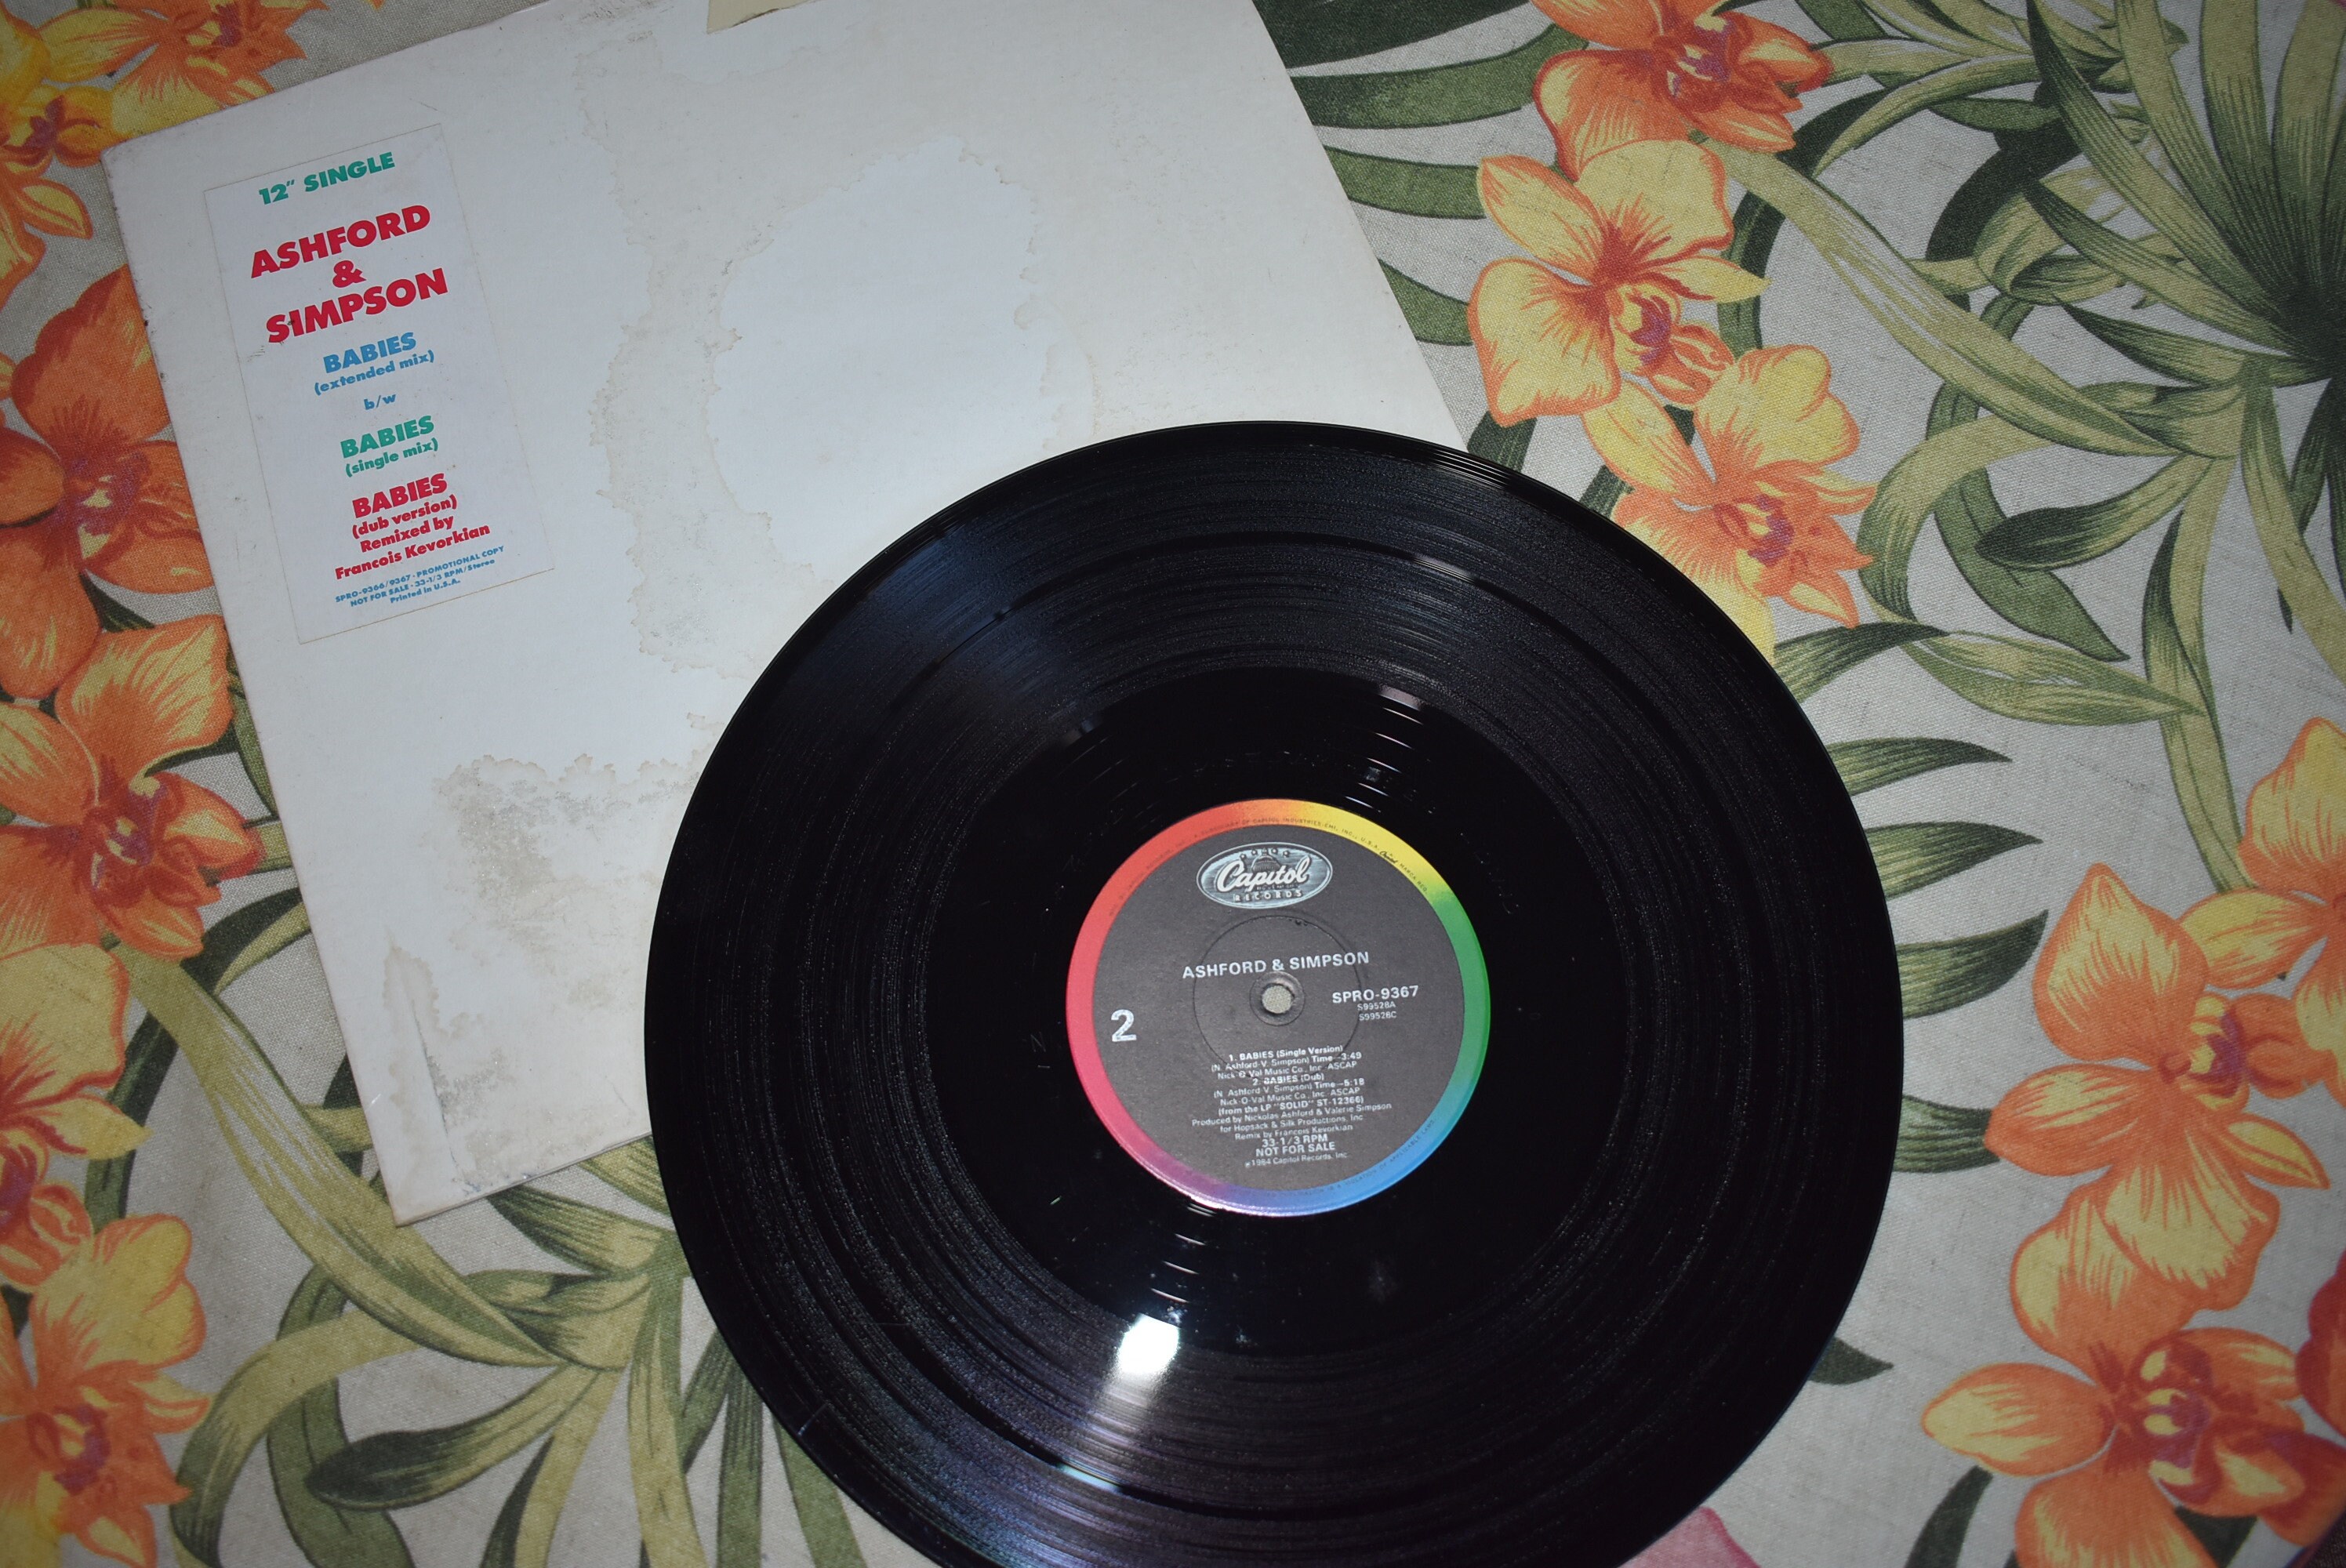 12" SINGLE
ASHFORD
&
SIMPSON
BABIES
(extended mix)
b/w
BABIES
(single mix)
BABIES
(dub version)
Remixed by
Francois Kevorkian
SPRO-9366/9367 · PROMOTIONAL COPY
NOT FOR SALE · 33-1/3 RPM/Stereo
Printed in U.S.A.
Capitol
RECORDS
ASHFORD & SIMPSON
SPRO-9367
S99528A
S99528C
2
1. BABIES (Single Version)
(N. Ashford-V. Simpson) Time—3:49
Nick-O-Val Music Co., Inc. ASCAP
2. BABIES (Dub)
(N. Ashford-V. Simpson) Time—5:18
Nick-O-Val Music Co., Inc. ASCAP
(from the LP "SOLID" ST-12366)
Produced by Nickolas Ashford & Valerie Simpson
for Hopsack & Silk Productions, Inc.
Remix by Francois Kevorkian
33-1/3 RPM
NOT FOR SALE
℗1984 Capitol Records, Inc.